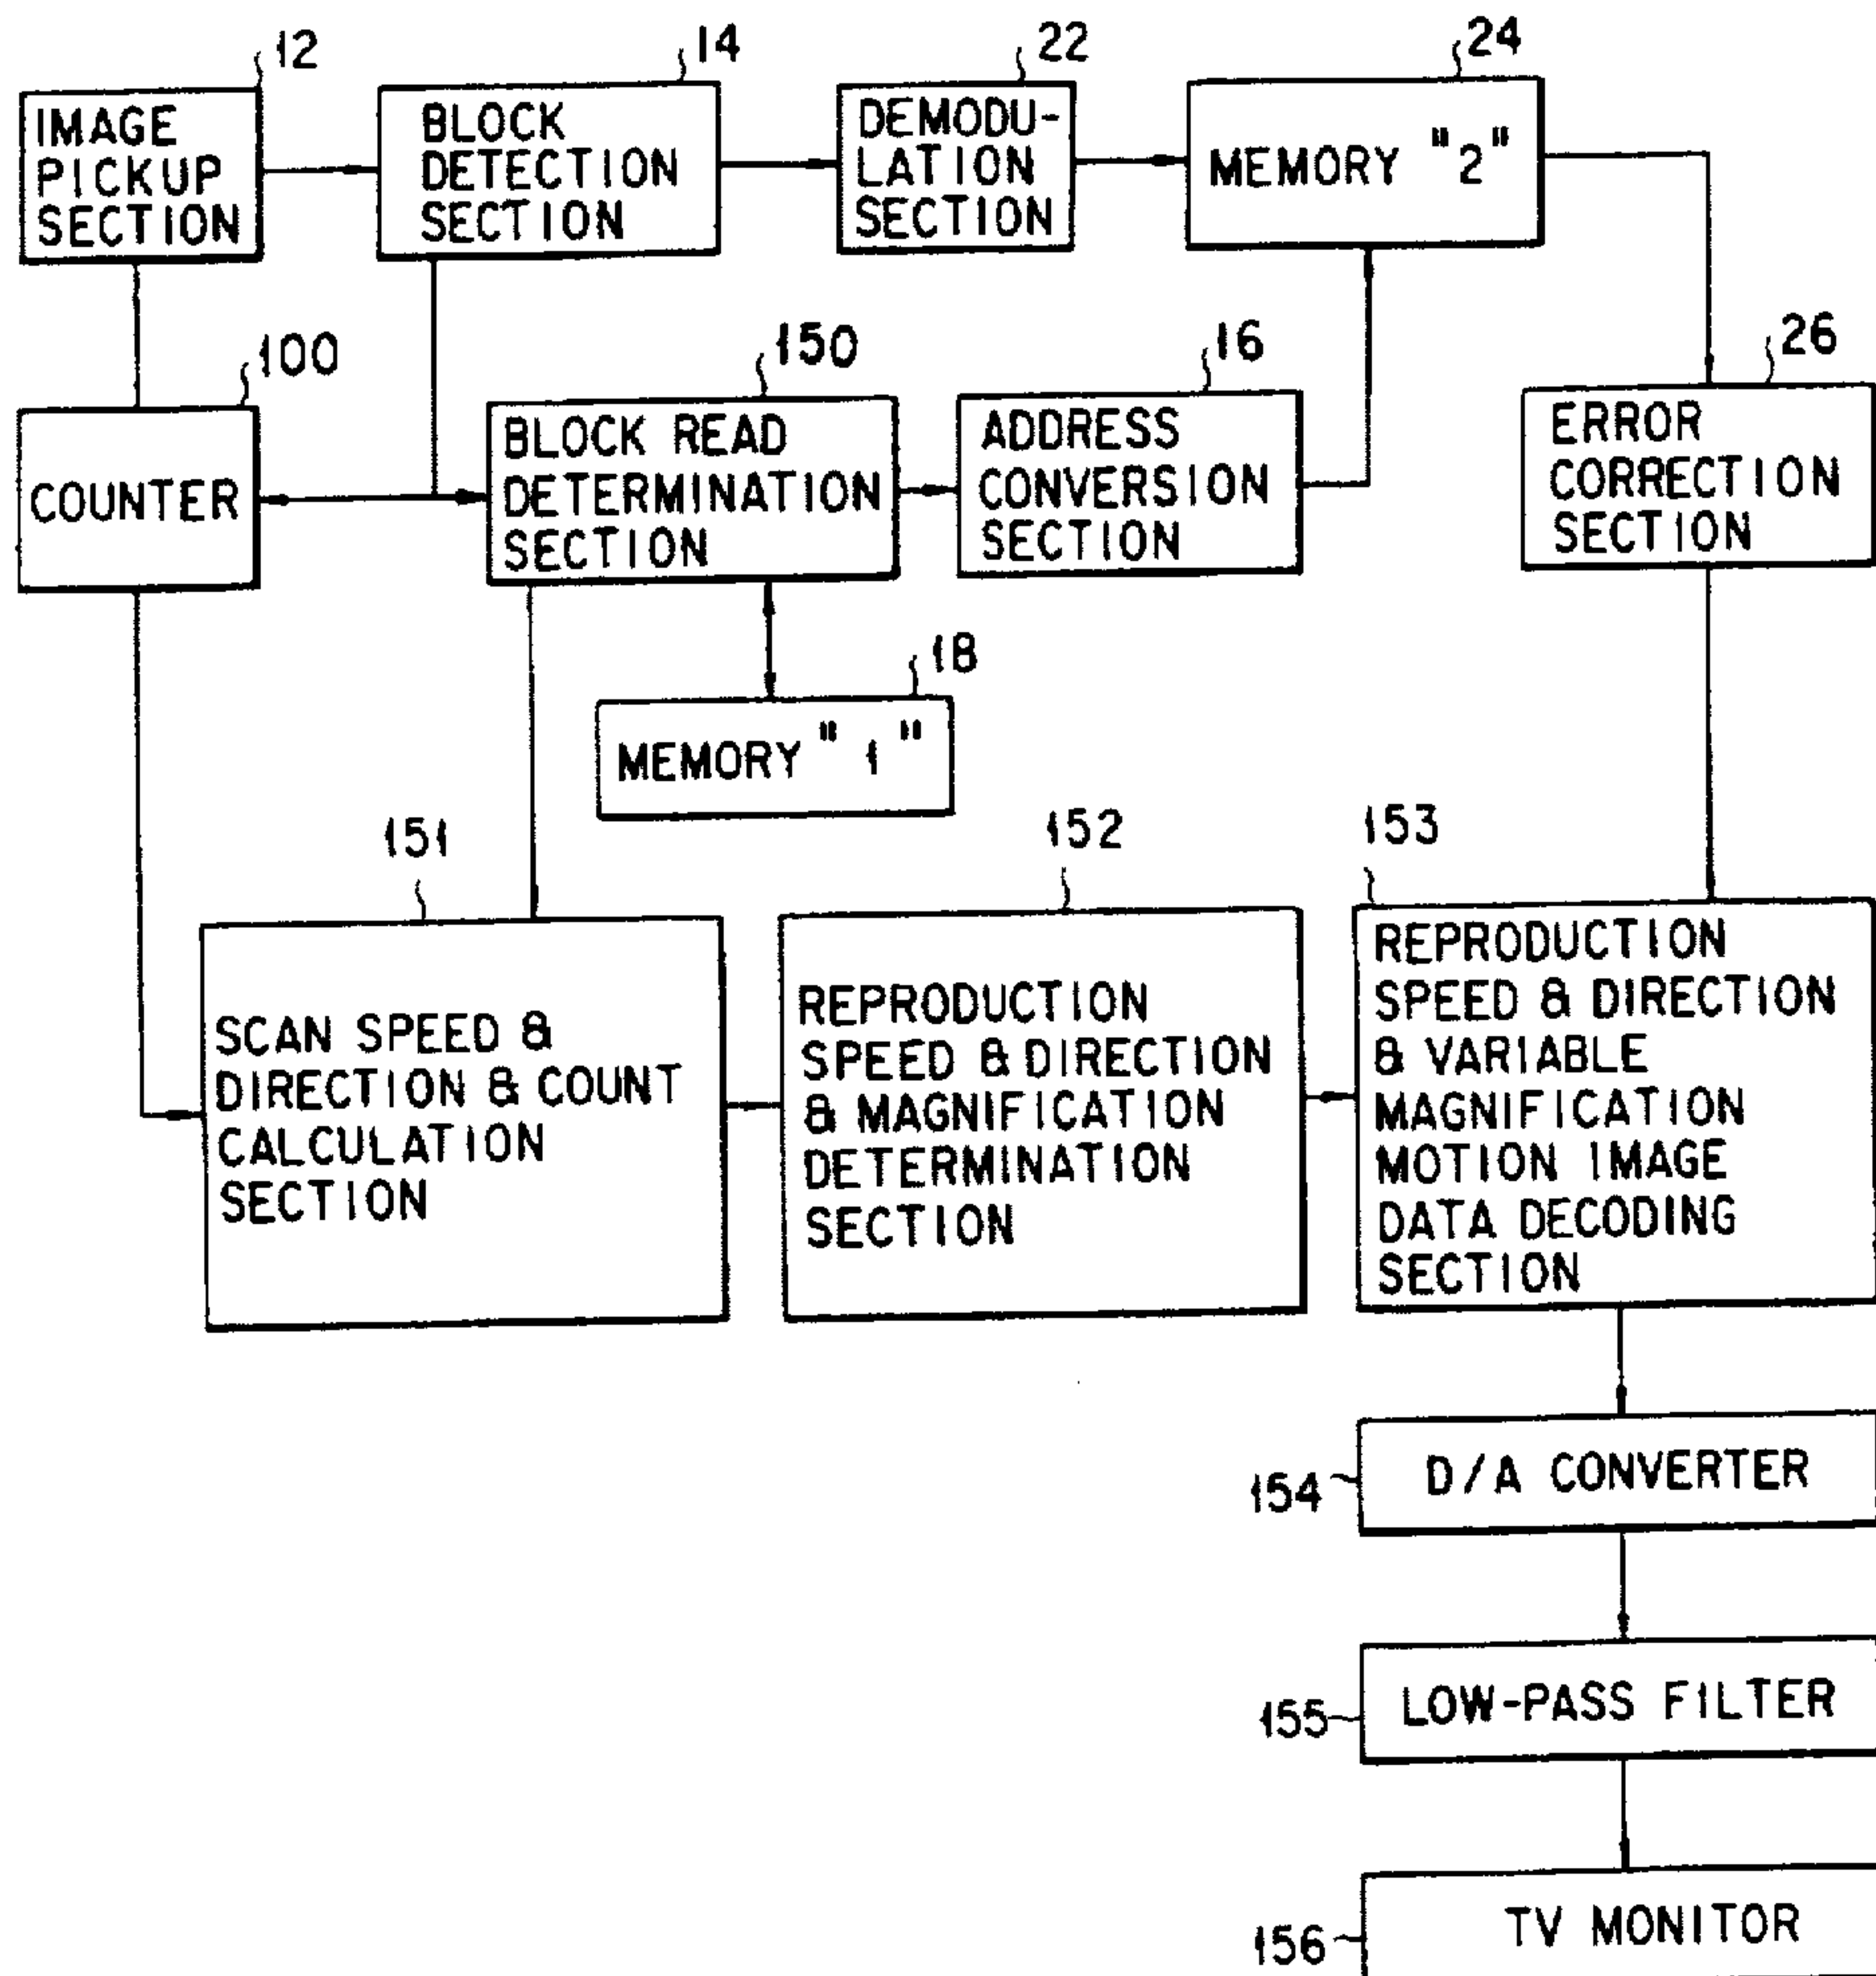 12
IMAGE
PICKUP
SECTION
14
BLOCK
DETECTION
SECTION
22
DEMODU-
LATION
SECTION
24
MEMORY "2"
100
COUNTER
150
BLOCK READ
DETERMINATION
SECTION
16
ADDRESS
CONVERSION
SECTION
26
ERROR
CORRECTION
SECTION
18
MEMORY "1"
151
SCAN SPEED &
DIRECTION & COUNT
CALCULATION
SECTION
152
REPRODUCTION
SPEED & DIRECTION
& MAGNIFICATION
DETERMINATION
SECTION
153
REPRODUCTION
SPEED & DIRECTION
& VARIABLE
MAGNIFICATION
MOTION IMAGE
DATA DECODING
SECTION
154
D/A CONVERTER
155
LOW-PASS FILTER
156
TV MONITOR